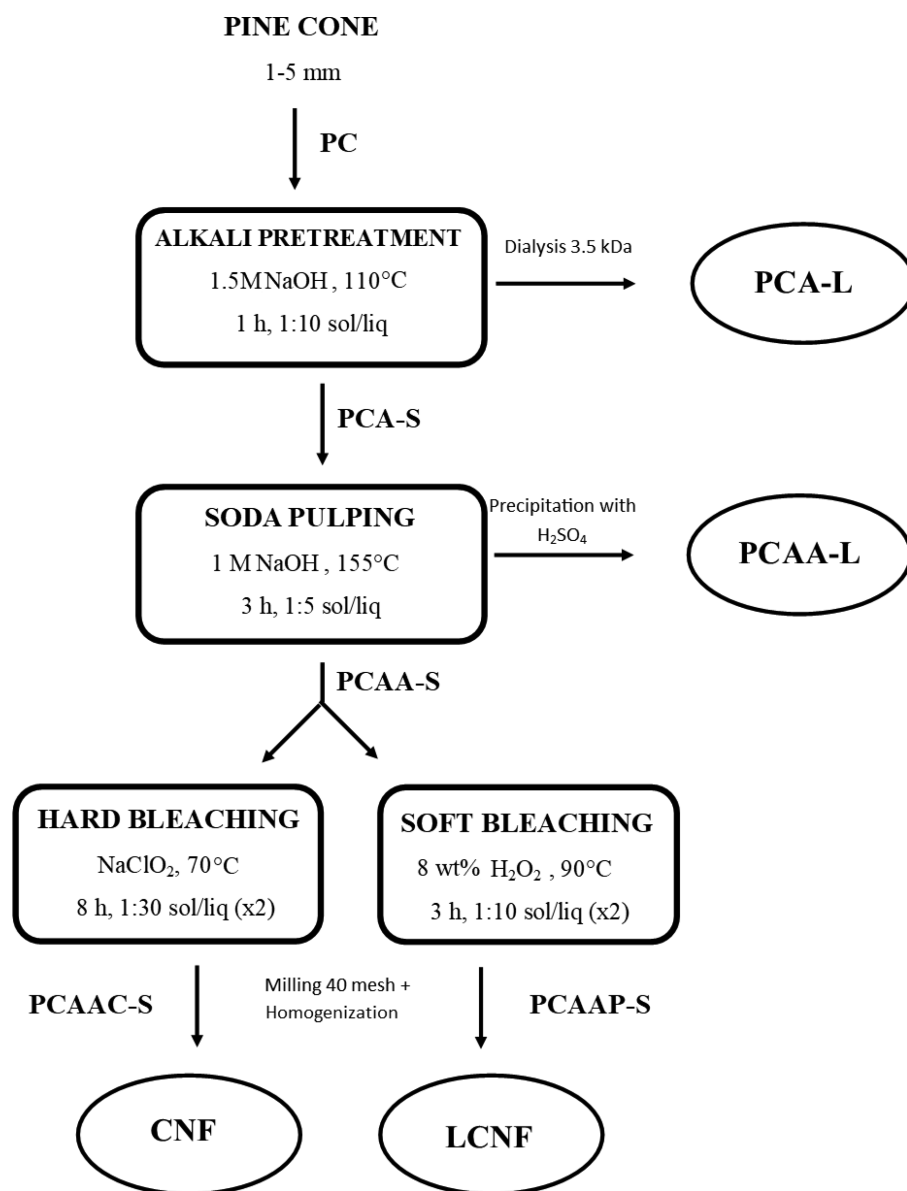 PINE CONE
1-5 mm
PC
ALKALI PRETREATMENT
1.5M NaOH , 110°C
1 h, 1:10 sol/liq
Dialysis 3.5 kDa
PCA-L
PCA-S
SODA PULPING
1 M NaOH , 155°C
3 h, 1:5 sol/liq
Precipitation with
H₂SO₄
PCAA-L
PCAA-S
HARD BLEACHING
NaClO₂, 70°C
8 h, 1:30 sol/liq (x2)
SOFT BLEACHING
8 wt% H₂O₂ , 90°C
3 h, 1:10 sol/liq (x2)
PCAAC-S
Milling 40 mesh +
Homogenization
PCAAP-S
CNF
LCNF